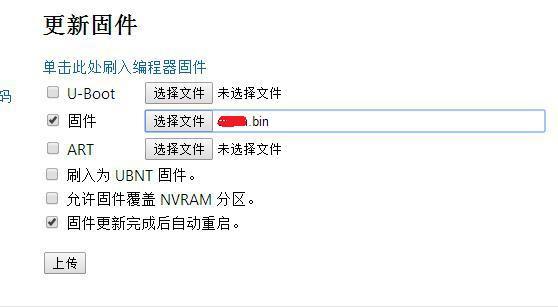 更新固件
单击此处刷入编程器固件
码
U-Boot 选择文件 未选择文件
固件 选择文件 .bin
ART 选择文件 未选择文件
刷入为 UBNT 固件。
允许固件覆盖 NVRAM 分区。
固件更新完成后自动重启。
上传